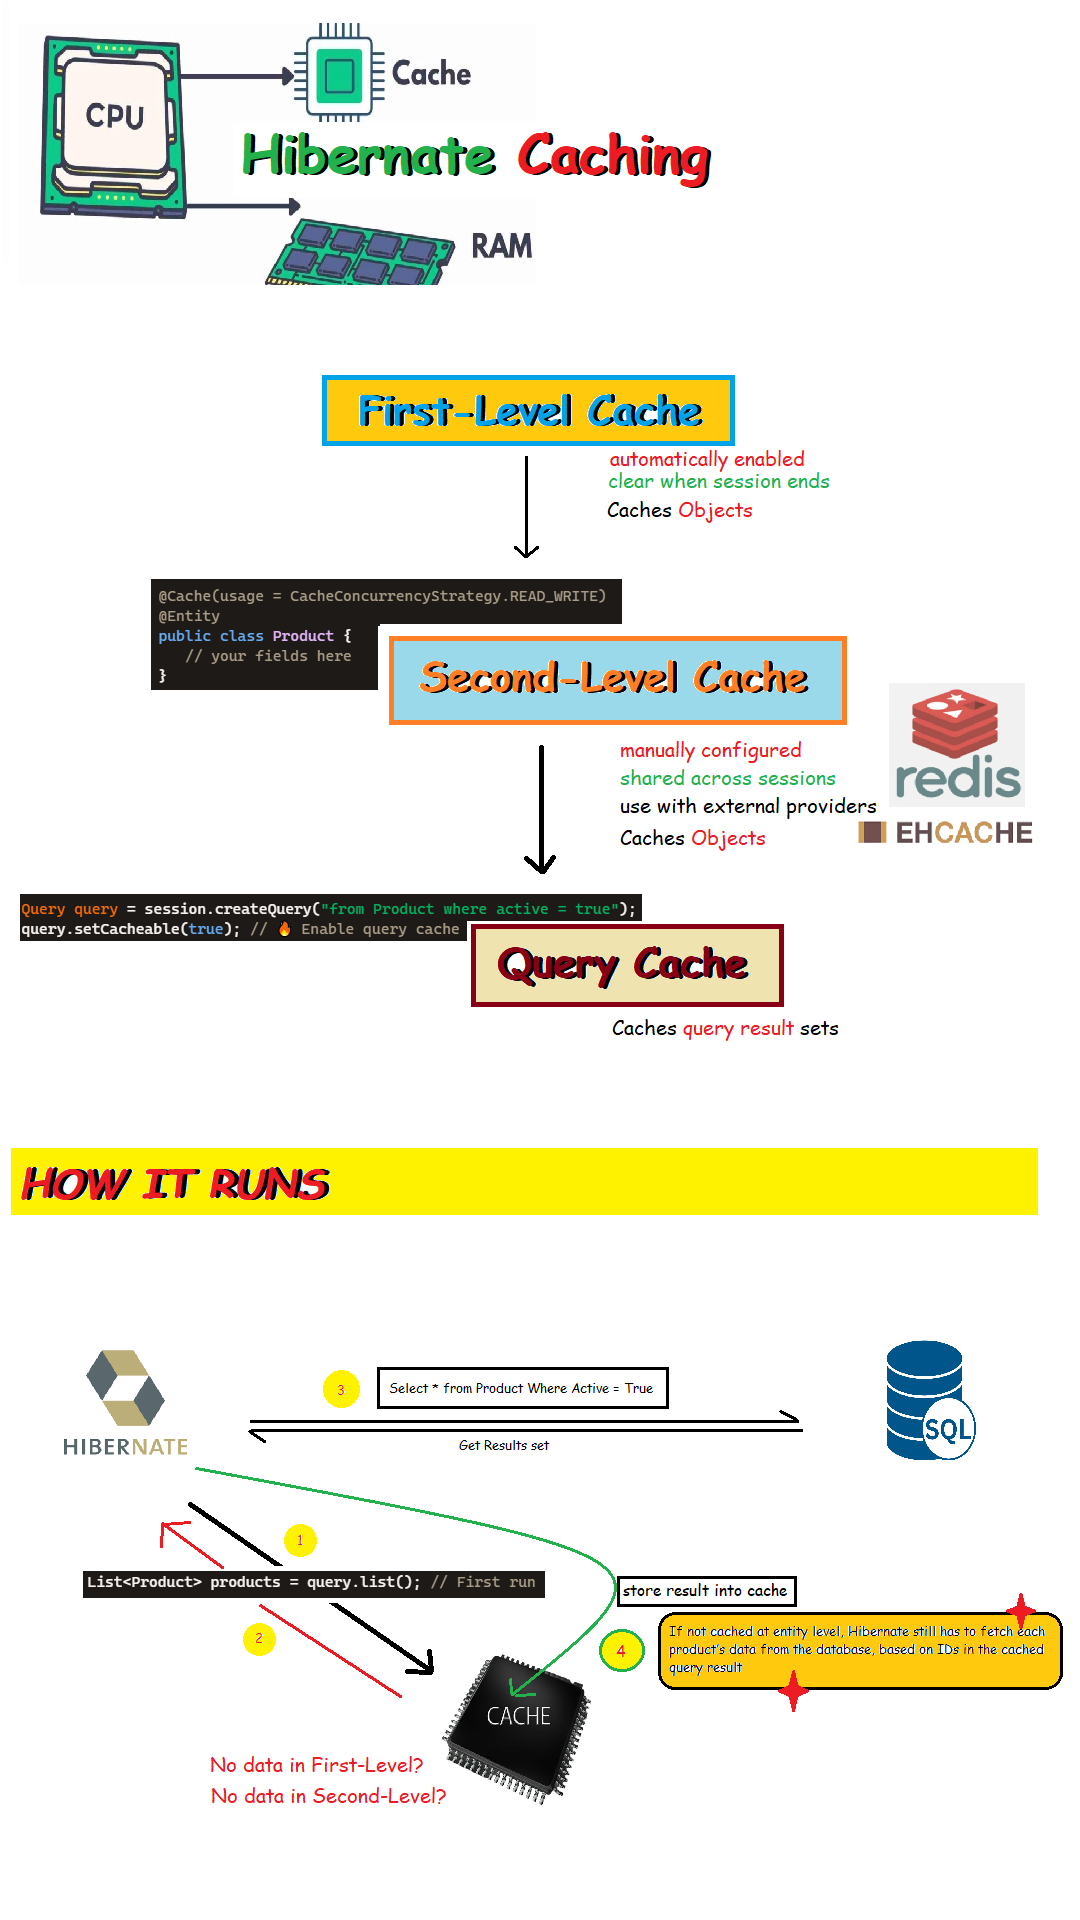 CPU
Cache
Hibernate Caching
RAM
First-Level Cache
automatically enabled
clear when session ends
Caches Objects
@Cache(usage = CacheConcurrencyStrategy.READ_WRITE)
@Entity
public class Product {
// your fields here
}
Second-Level Cache
redis
manually configured
shared across sessions
use with external providers
EHCACHE
Caches Objects
Query query = session.createQuery("from Product where active = true");
query.setCacheable(true); // 🔥 Enable query cache
Query Cache
Caches query result sets
HOW IT RUNS
3
Select * from Product Where Active = True
SQL
HIBERNATE
Get Results set
1
List<Product> products = query.list(); // First run
store result into cache
2
4
If not cached at entity level, Hibernate still has to fetch each
product's data from the database, based on IDs in the cached
query result
CACHE
No data in First-Level?
No data in Second-Level?